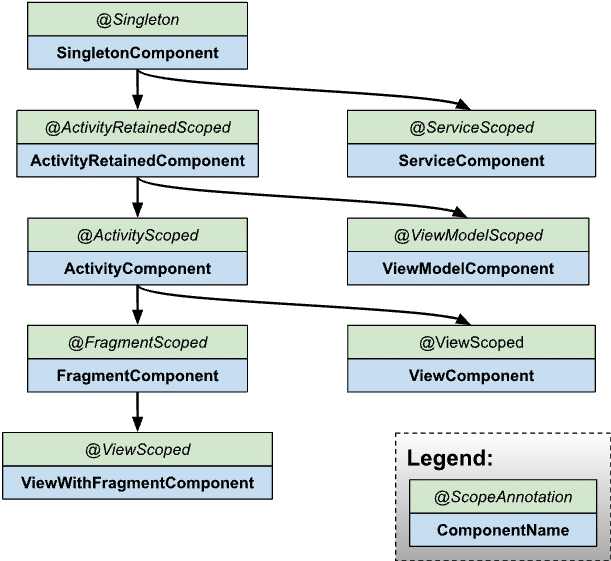 @Singleton
SingletonComponent
@ActivityRetainedScoped
ActivityRetainedComponent
@ServiceScoped
ServiceComponent
@ActivityScoped
ActivityComponent
@ViewModelScoped
ViewModelComponent
@FragmentScoped
FragmentComponent
@ViewScoped
ViewComponent
@ViewScoped
ViewWithFragmentComponent
Legend:
@ScopeAnnotation
ComponentName